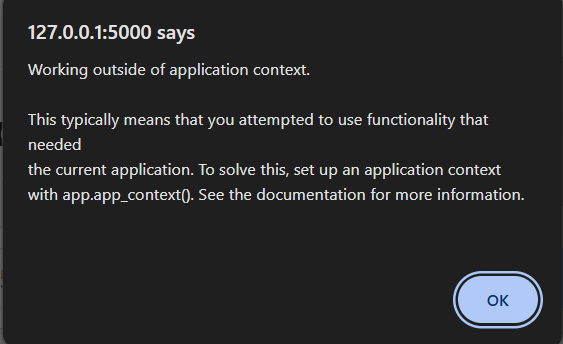 127.0.0.1:5000 says
Working outside of application context.
This typically means that you attempted to use functionality that
needed
the current application. To solve this, set up an application context
with app.app_context(). See the documentation for more information.
OK